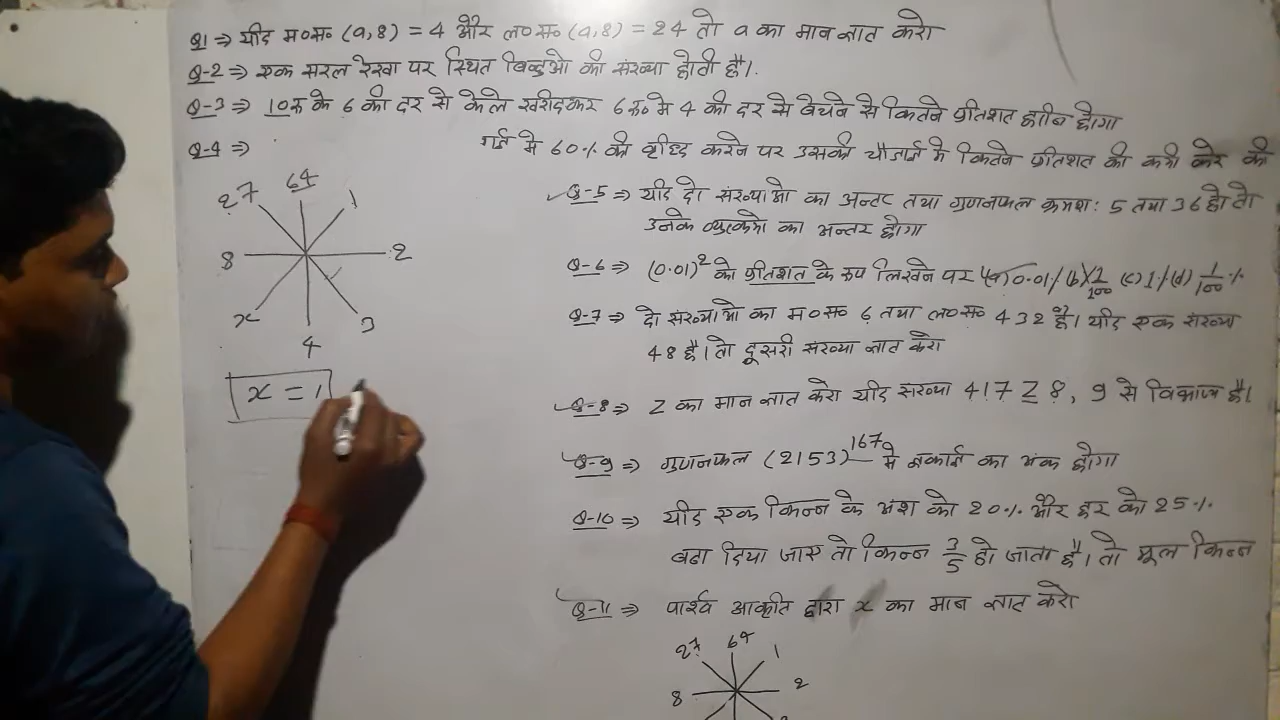 Q1 ⇒ यदि म०स० (a,8) = 4 और ल०स० (a,8) = 24 तो a का मान ज्ञात करो
Q-2 ⇒ एक सरल रेखा पर स्थित बिन्दुओ की संख्या होती है।
Q-3 ⇒ 10रू के 6 की दर से केले खरीदकर 6रू० मे 4 की दर से बेचने से कितने प्रतिशत हानि होगा
Q-4 ⇒ मे 60% की वृद्धि करने पर उसकी चौडाई मे कितने प्रतिशत की कमी
27 64 1
8 2
x 3
4
x = 1
Q-5 ⇒ यदि दो संख्याओ का अन्तर तथा गुणनफल क्रमश: 5 तथा 36 हो तो
उनके व्युत्क्रमो का अन्तर होगा
Q-6 ⇒ (0.01)² को प्रतिशत के रुप लिखने पर (a) 0.01% (b) 1/100 (c) 1% (d) 1/100 %
Q-7 ⇒ दो संख्याओ का म०स० 6 तथा ल०स० 432 है। यदि एक संख्या
48 है। तो दूसरी संख्या ज्ञात करो
Q-8 ⇒ Z का मान ज्ञात करो यदि संख्या 417Z8, 9 से विभाज्य है।
Q-9 ⇒ गुणनफल (2153)¹⁶⁷ मे इकाई का अंक होगा
Q-10 ⇒ यदि एक भिन्न के अंश को 20% और हर को 25%
बढा दिया जाए तो भिन्न 3/5 हो जाता है। तो मूल भिन्न
Q-11 ⇒ पार्श्व आकृति द्वारा x का मान ज्ञात करो
27 64 1
8 2